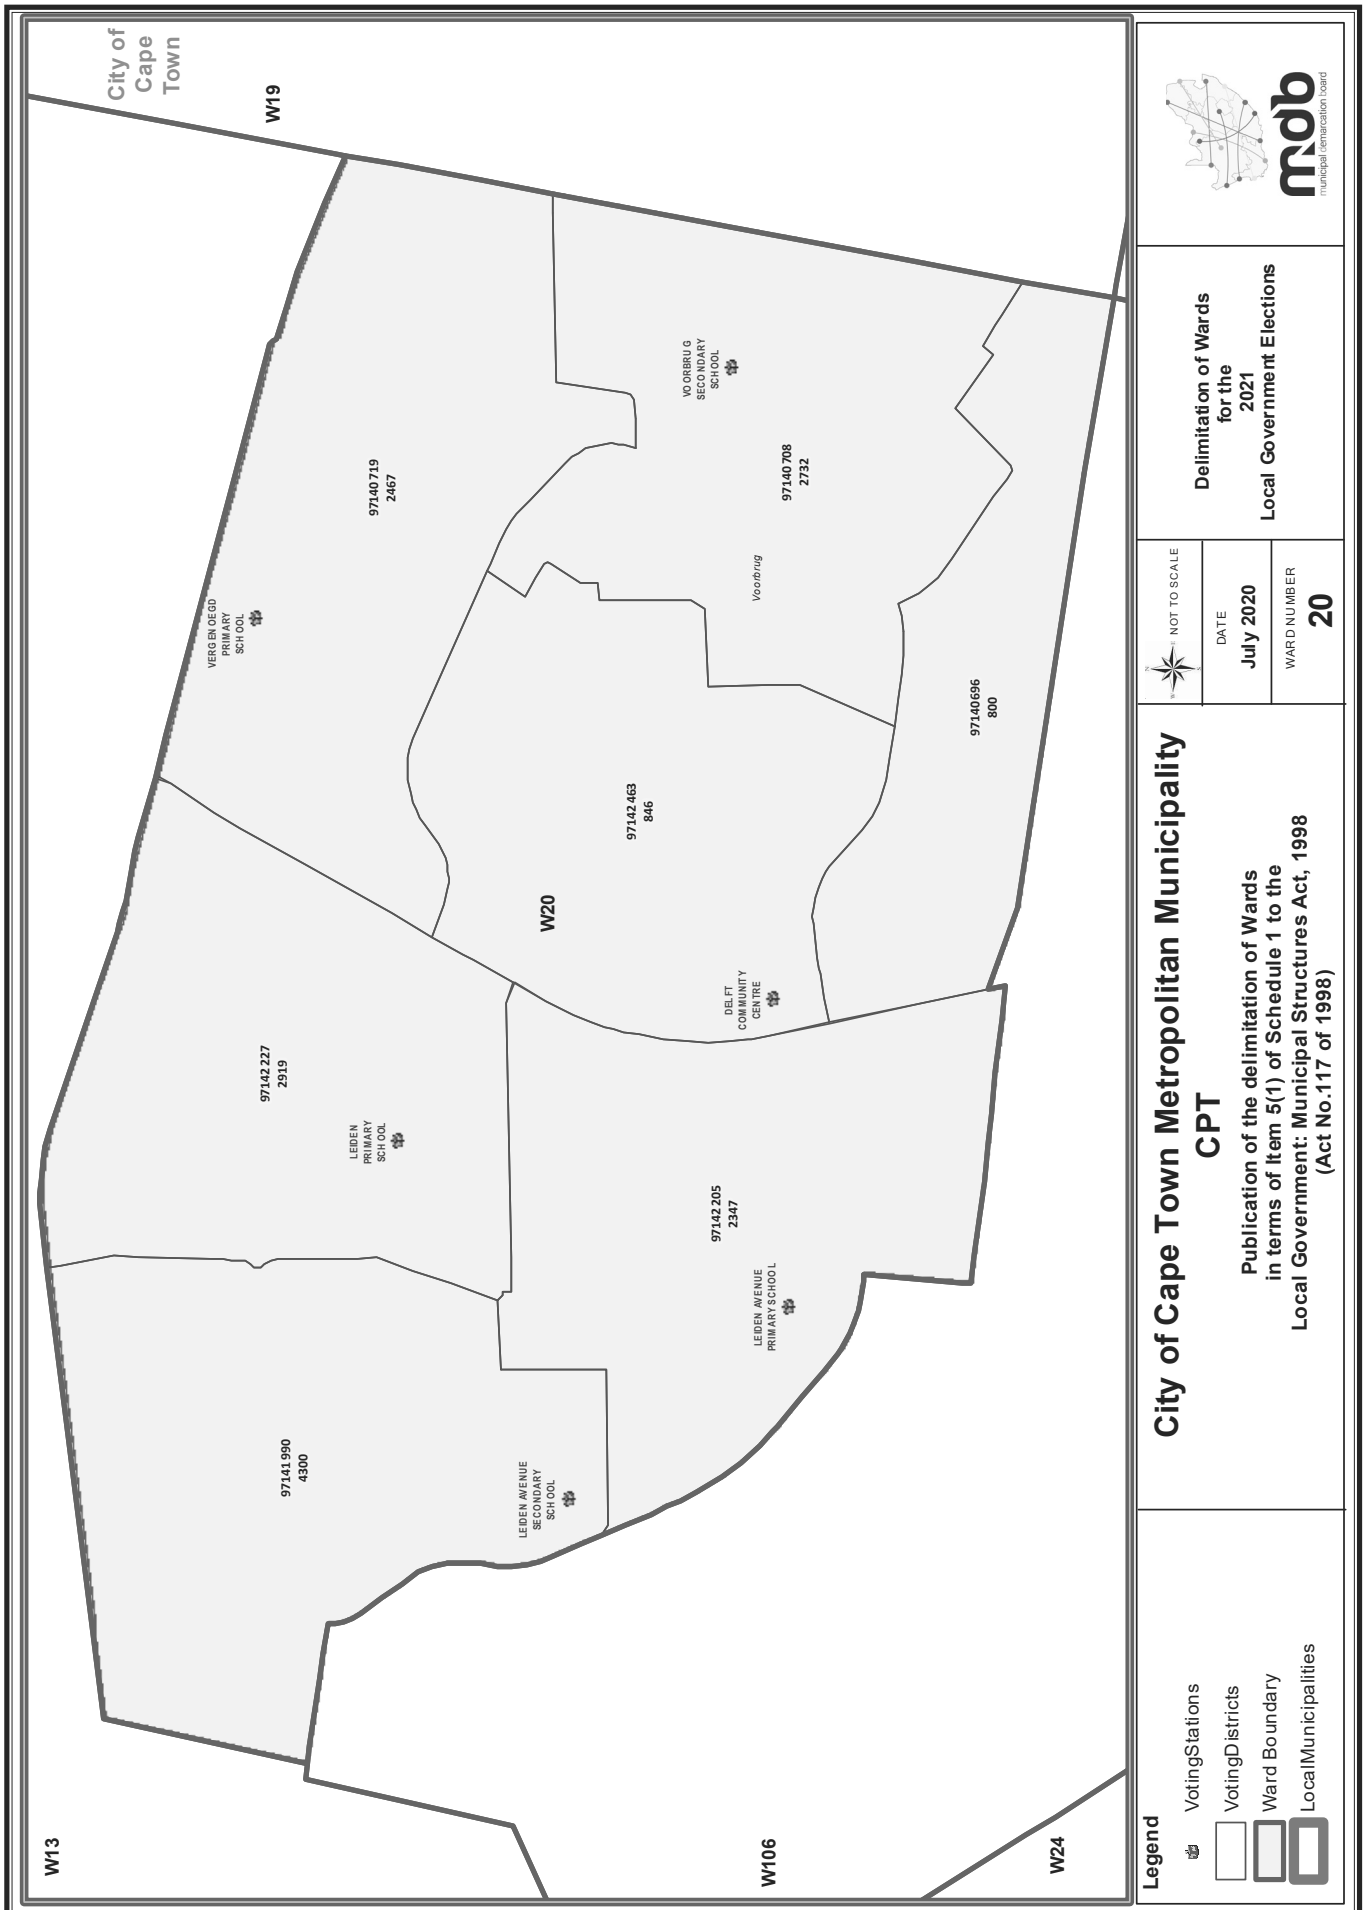 City of
Cape
Town
W19
VERGENOEGD
PRIMARY
SCHOOL
97140719
2467
VOORBRUG
SECONDARY
SCHOOL
97140708
2732
Voorbrug
97140696
800
97142463
846
W20
DELFT
COMMUNITY
CENTRE
97142227
2919
LEIDEN
PRIMARY
SCHOOL
97142205
2347
LEIDEN AVENUE
PRIMARY SCHOOL
97141990
4300
LEIDEN AVENUE
SECONDARY
SCHOOL
W13
W106
W24
Legend
VotingStations
VotingDistricts
Ward Boundary
LocalMunicipalities
City of Cape Town Metropolitan Municipality
CPT
Publication of the delimitation of Wards
in terms of Item 5(1) of Schedule 1 to the
Local Government: Municipal Structures Act, 1998
(Act No.117 of 1998)
N
E
S
W
NOT TO SCALE
DATE
July 2020
WARD NUMBER
20
Delimitation of Wards
for the
2021
Local Government Elections
mdb
municipal demarcation board